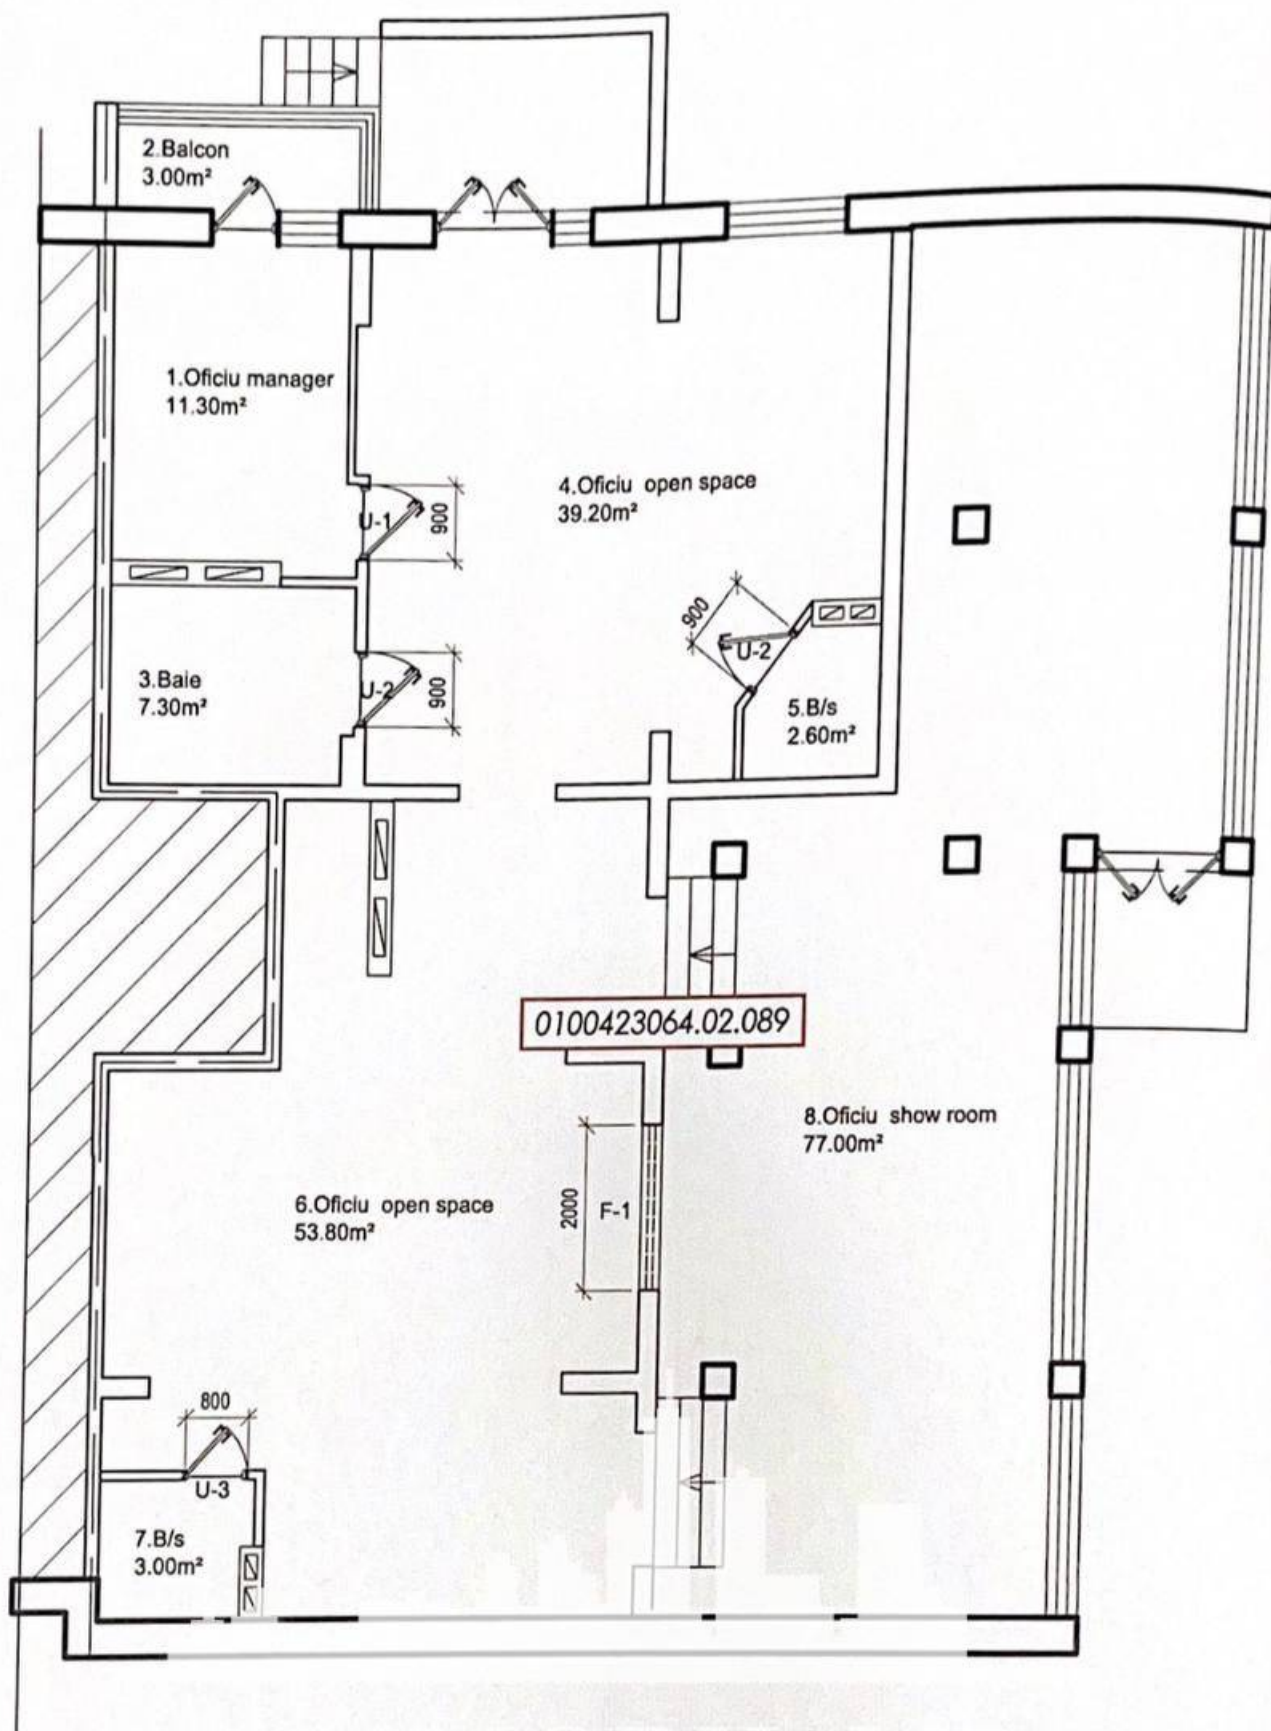 2.Balcon
3.00m²
1.Oficiu manager
11.30m²
U-1
900
4.Oficiu open space
39.20m²
900
U-2
3.Baie
7.30m²
U-2
900
5.B/s
2.60m²
0100423064.02.089
8.Oficiu show room
77.00m²
6.Oficiu open space
53.80m²
2000
F-1
800
U-3
7.B/s
3.00m²